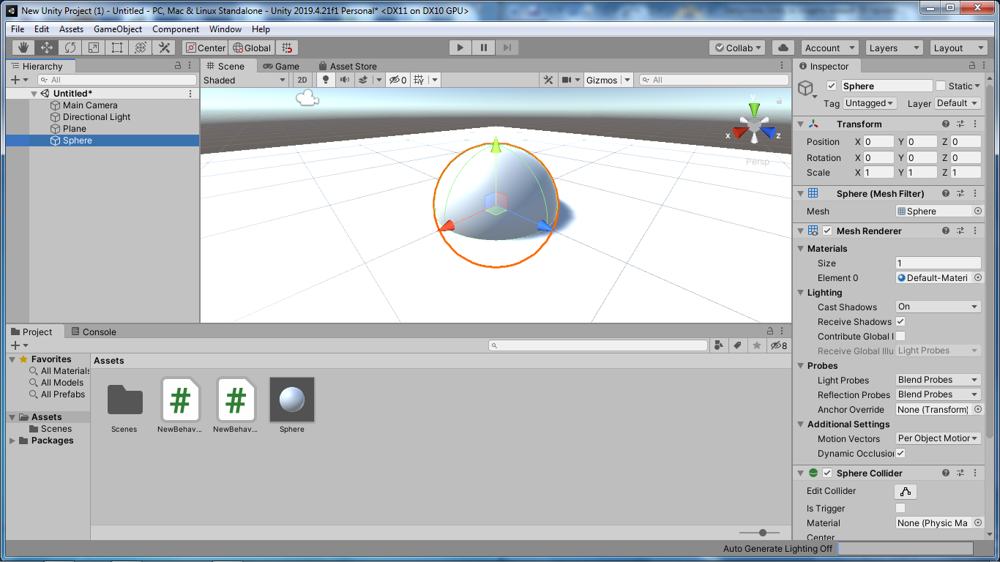 New Unity Project (1) - Untitled - PC, Mac & Linux Standalone - Unity 2019.4.21f1 Personal* <DX11 on DX10 GPU>
File Edit Assets GameObject Component Window Help
Center Global Collab Account Layers Layout
Hierarchy
All
Untitled*
Main Camera
Directional Light
Plane
Sphere
Scene Game Asset Store
Shaded 2D 0 Gizmos All
y
x z
Persp
Inspector
Sphere Static
Tag Untagged Layer Default
Transform
Position X 0 Y 0 Z 0
Rotation X 0 Y 0 Z 0
Scale X 1 Y 1 Z 1
Sphere (Mesh Filter)
Mesh Sphere
Mesh Renderer
Materials
Size 1
Element 0 Default-Materi
Lighting
Cast Shadows On
Receive Shadows
Contribute Global I
Receive Global Illu Light Probes
Probes
Light Probes Blend Probes
Reflection Probes Blend Probes
Anchor Override None (Transform)
Additional Settings
Motion Vectors Per Object Motion
Dynamic Occlusion
Sphere Collider
Edit Collider
Is Trigger
Material None (Physic Ma
Center
Project Console
8
Favorites
All Materials
All Models
All Prefabs
Assets
Scenes
Packages
Assets
Scenes NewBehav... NewBehav... Sphere
Auto Generate Lighting Off